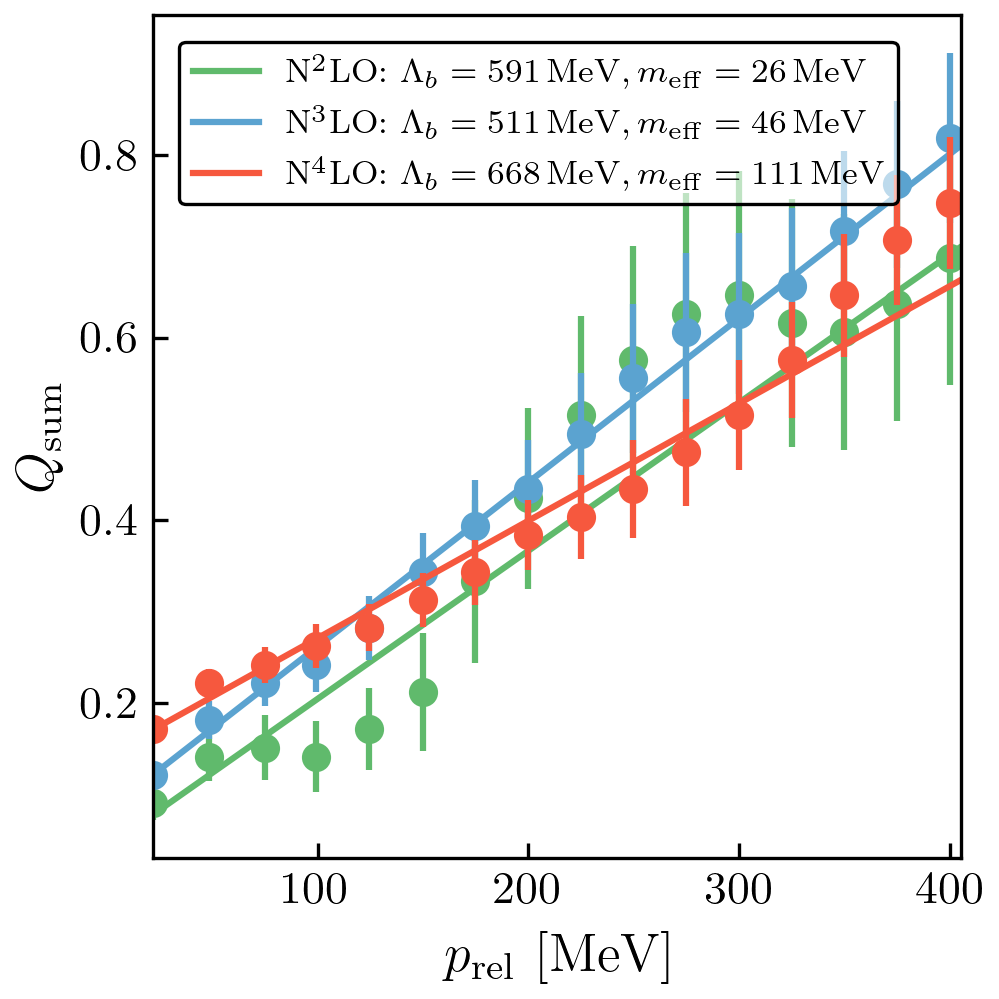 N²LO: Λ_b = 591 MeV, m_eff = 26 MeV
N³LO: Λ_b = 511 MeV, m_eff = 46 MeV
N⁴LO: Λ_b = 668 MeV, m_eff = 111 MeV
0.8
0.6
0.4
0.2
Q_sum
100 200 300 400
p_rel [MeV]